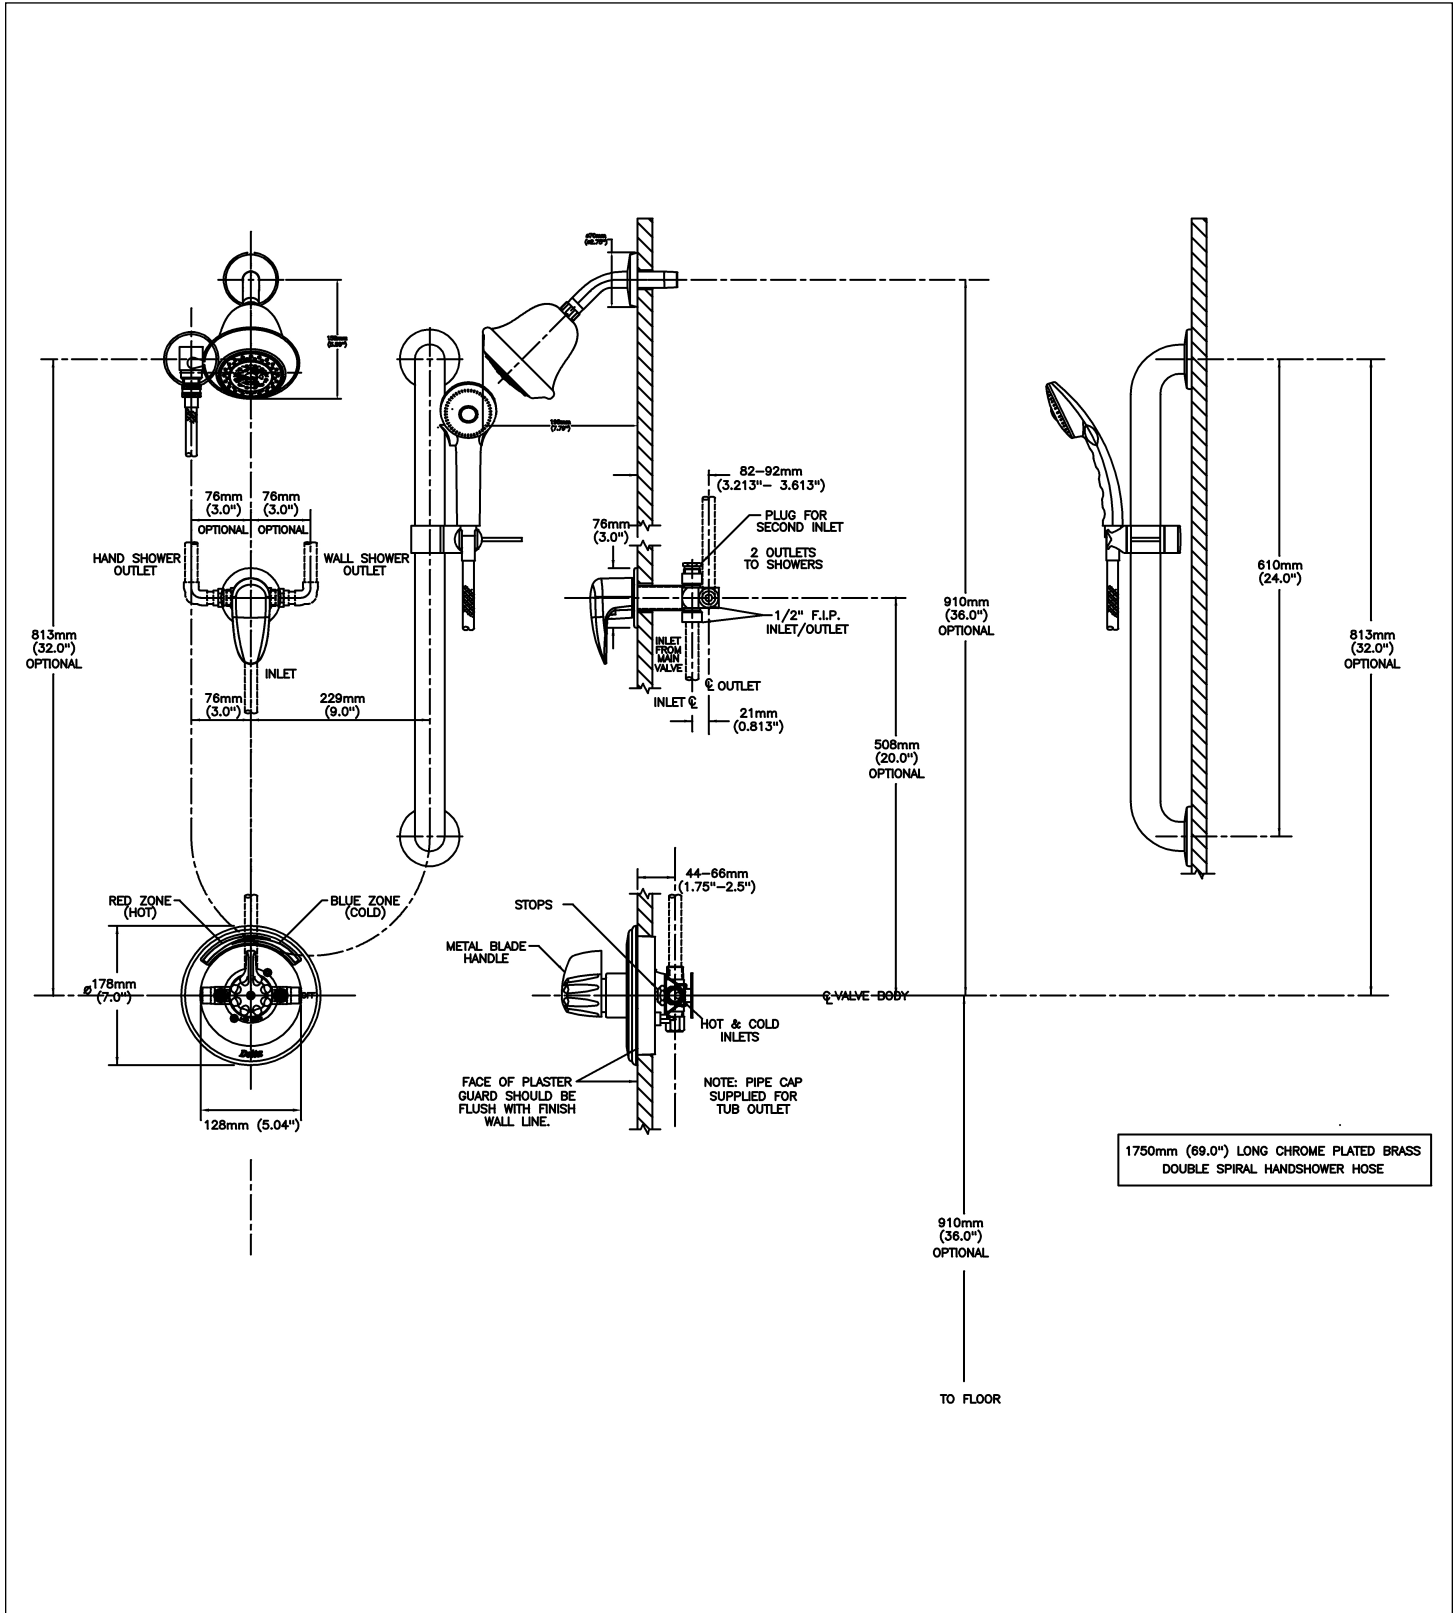 76mm
(3.0")
OPTIONAL
76mm
(3.0")
OPTIONAL
HAND SHOWER
OUTLET
WALL SHOWER
OUTLET
INLET
813mm
(32.0")
OPTIONAL
76mm
(3.0")
229mm
(9.0")
RED ZONE
(HOT)
BLUE ZONE
(COLD)
ø178mm
(7.0")
OFF
Delta
128mm (5.04")
82-92mm
(3.213"- 3.613")
PLUG FOR
SECOND INLET
2 OUTLETS
TO SHOWERS
76mm
(3.0")
1/2" F.I.P.
INLET/OUTLET
INLET
FROM
MAIN
VALVE
℄ OUTLET
INLET ℄
21mm
(0.813")
508mm
(20.0")
OPTIONAL
910mm
(36.0")
OPTIONAL
44-66mm
(1.75"-2.5")
STOPS
METAL BLADE
HANDLE
℄ VALVE BODY
HOT & COLD
INLETS
FACE OF PLASTER
GUARD SHOULD BE
FLUSH WITH FINISH
WALL LINE.
NOTE: PIPE CAP
SUPPLIED FOR
TUB OUTLET
910mm
(36.0")
OPTIONAL
TO FLOOR
610mm
(24.0")
813mm
(32.0")
OPTIONAL
1750mm (69.0") LONG CHROME PLATED BRASS
DOUBLE SPIRAL HANDSHOWER HOSE